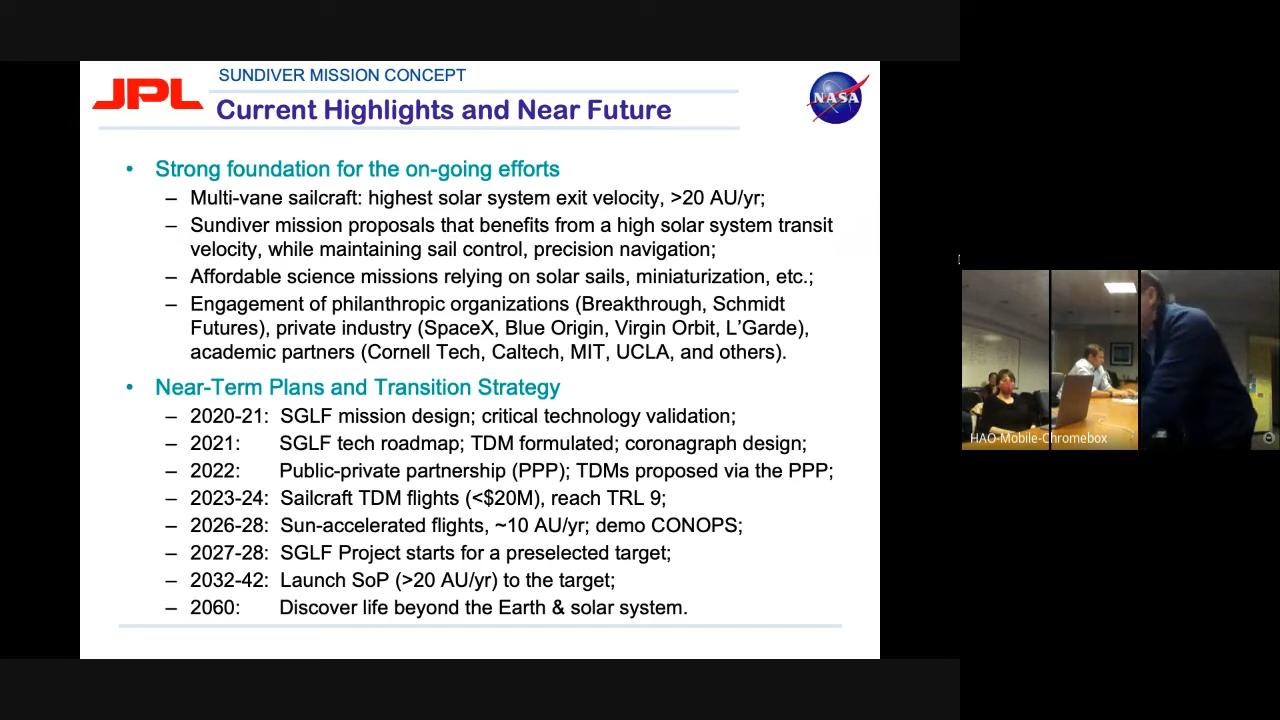 SUNDIVER MISSION CONCEPT
JPL
Current Highlights and Near Future
NASA
• Strong foundation for the on-going efforts
– Multi-vane sailcraft: highest solar system exit velocity, >20 AU/yr;
– Sundiver mission proposals that benefits from a high solar system transit
velocity, while maintaining sail control, precision navigation;
– Affordable science missions relying on solar sails, miniaturization, etc.;
– Engagement of philanthropic organizations (Breakthrough, Schmidt
Futures), private industry (SpaceX, Blue Origin, Virgin Orbit, L’Garde),
academic partners (Cornell Tech, Caltech, MIT, UCLA, and others).
• Near-Term Plans and Transition Strategy
– 2020-21: SGLF mission design; critical technology validation;
– 2021: SGLF tech roadmap; TDM formulated; coronagraph design;
– 2022: Public-private partnership (PPP); TDMs proposed via the PPP;
– 2023-24: Sailcraft TDM flights (<$20M), reach TRL 9;
– 2026-28: Sun-accelerated flights, ~10 AU/yr; demo CONOPS;
– 2027-28: SGLF Project starts for a preselected target;
– 2032-42: Launch SoP (>20 AU/yr) to the target;
– 2060: Discover life beyond the Earth & solar system.
HAO-Mobile-Chromebox